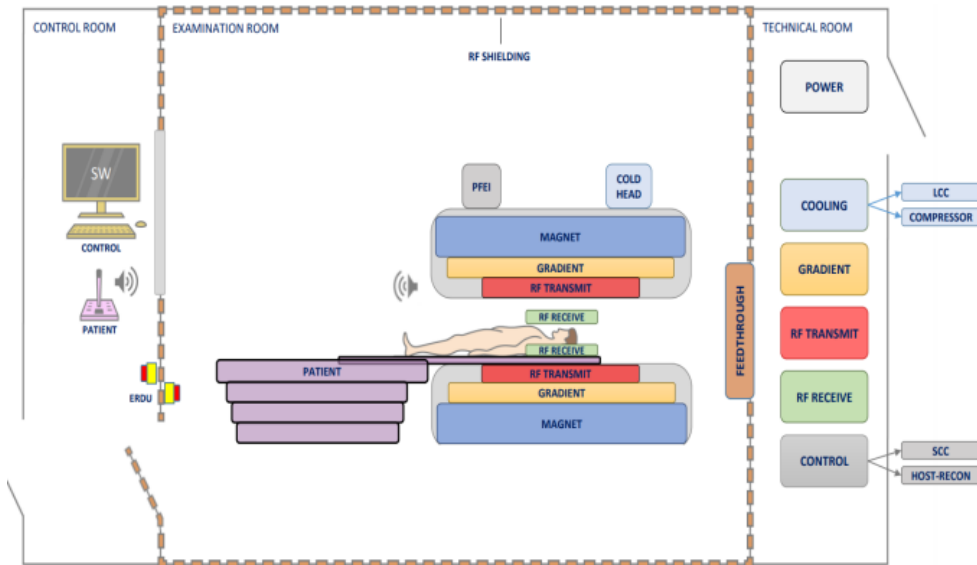 CONTROL ROOM
EXAMINATION ROOM
TECHNICAL ROOM
RF SHIELDING
POWER
SW
CONTROL
PATIENT
ERDU
PFEI
COLD
HEAD
MAGNET
GRADIENT
RF TRANSMIT
RF RECEIVE
RF RECEIVE
PATIENT
RF TRANSMIT
GRADIENT
MAGNET
FEEDTHROUGH
COOLING
LCC
COMPRESSOR
GRADIENT
RF TRANSMIT
RF RECEIVE
CONTROL
SCC
HOST-RECON